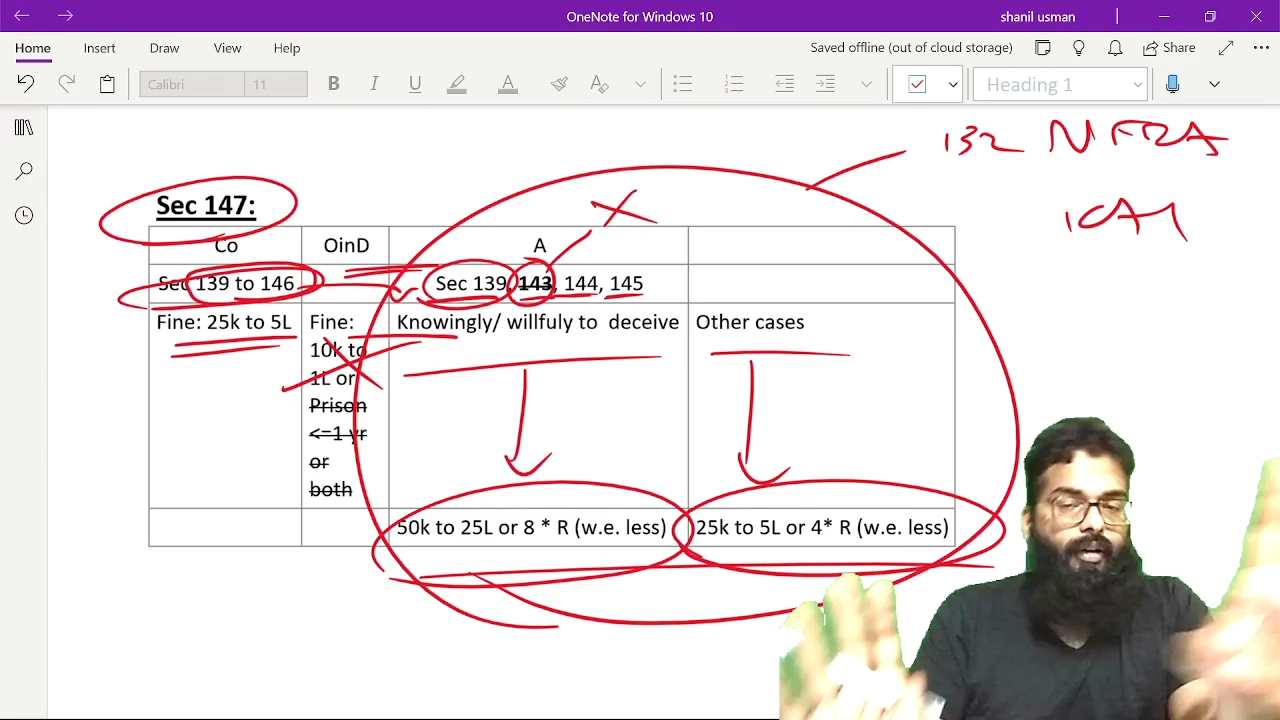 OneNote for Windows 10
shanil usman
Home Insert Draw View Help
Saved offline (out of cloud storage)
Share
Calibri 11
B I U A
Heading 1
132 NFRA
ICAI
Sec 147:
Co OinD A
Sec 139 to 146
Sec 139, 143, 144, 145
Fine: 25k to 5L
Fine:
10k to
1L or
Prison
<=1 yr
or
both
Knowingly/ willfuly to deceive
Other cases
50k to 25L or 8 * R (w.e. less)
25k to 5L or 4* R (w.e. less)